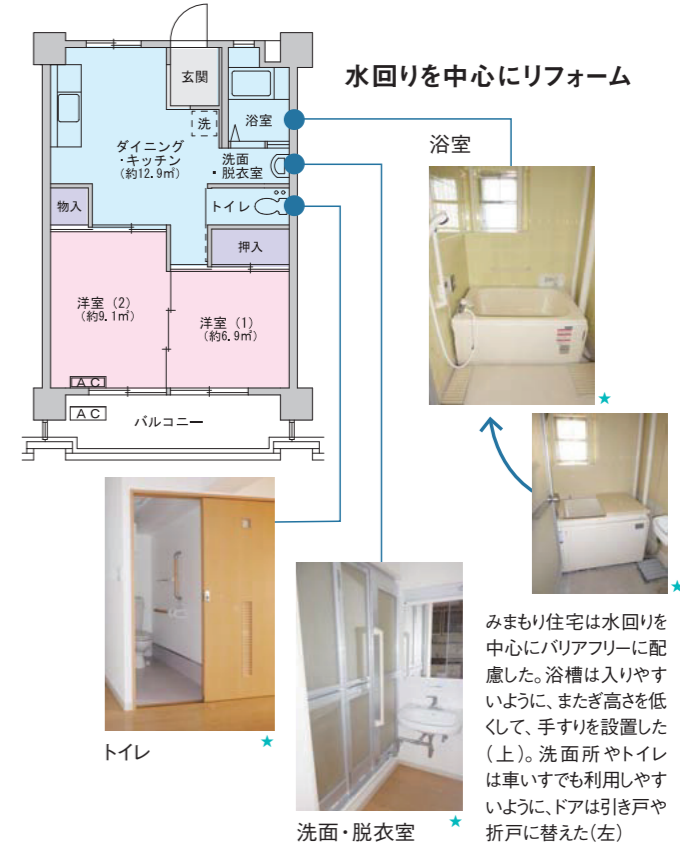 水回りを中心にリフォーム
玄関
洗
浴室
ダイニング
・キッチン
(約12.9㎡)
洗面
・脱衣室
トイレ
物入
押入
洋室（2）
(約9.1㎡)
洋室（1）
(約6.9㎡)
AC
AC
バルコニー
浴室
★
★
トイレ
★
洗面・脱衣室
★
みまもり住宅は水回りを
中心にバリアフリーに配
慮した。浴槽は入りやす
いように、またぎ高さを低
くして、手すりを設置した
（上）。洗面所やトイレ
は車いすでも利用しやす
いように、ドアは引き戸や
折戸に替えた（左）